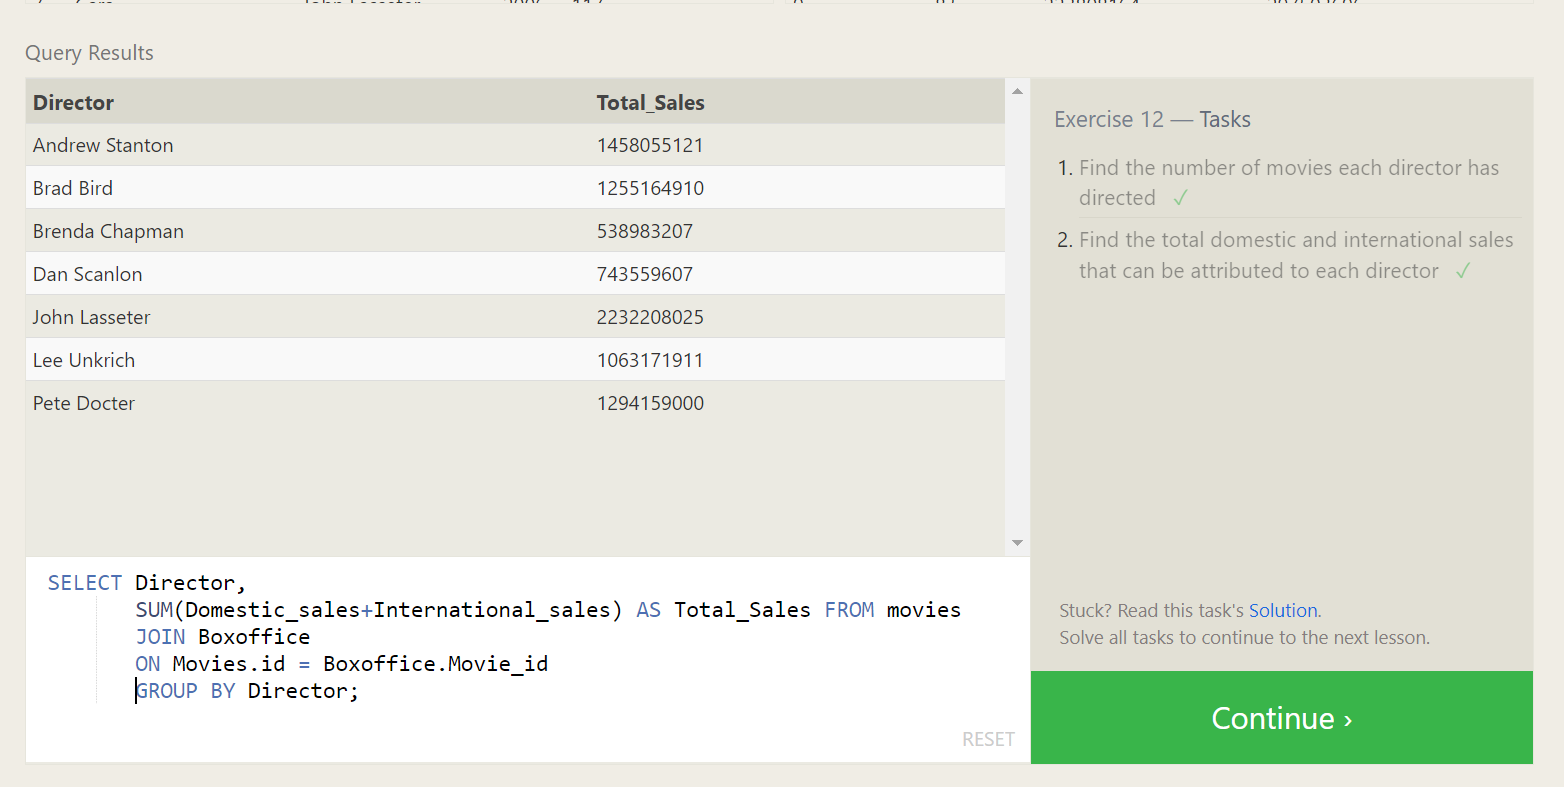 Query Results
Director Total_Sales
Andrew Stanton 1458055121
Brad Bird 1255164910
Brenda Chapman 538983207
Dan Scanlon 743559607
John Lasseter 2232208025
Lee Unkrich 1063171911
Pete Docter 1294159000
SELECT Director,
SUM(Domestic_sales+International_sales) AS Total_Sales FROM movies
JOIN Boxoffice
ON Movies.id = Boxoffice.Movie_id
GROUP BY Director;
RESET
Exercise 12 — Tasks
1. Find the number of movies each director has
directed ✓
2. Find the total domestic and international sales
that can be attributed to each director ✓
Stuck? Read this task's Solution.
Solve all tasks to continue to the next lesson.
Continue ›